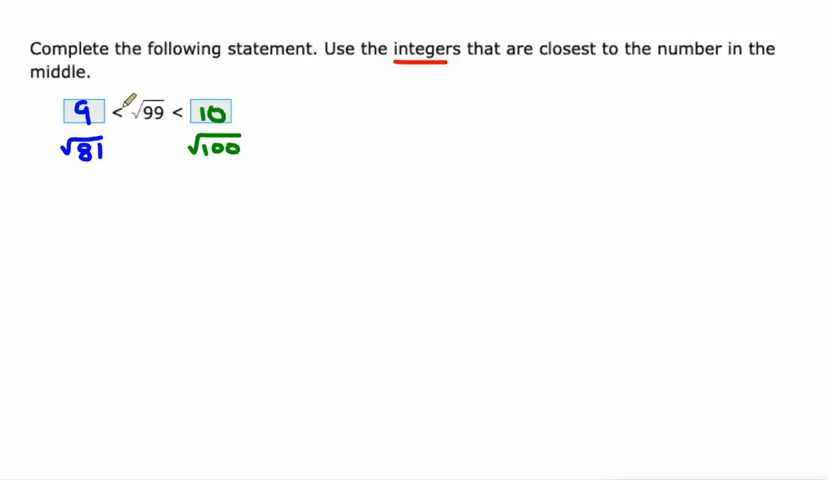 Complete the following statement. Use the integers that are closest to the number in the
middle.
9 < √99 < 10
√81 √100